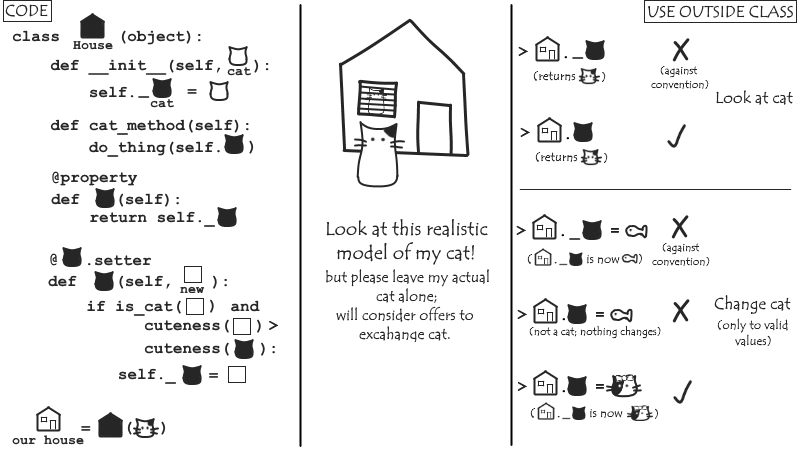 CODE
class House (object):
def __init__(self, cat):
self._cat =
def cat_method(self):
do_thing(self. )
@property
def (self):
return self._
@ .setter
def (self, new ):
if is_cat( ) and
cuteness( ) >
cuteness( ):
self._ =
our house = ( )
Look at this realistic
model of my cat!
but please leave my actual
cat alone;
will consider offers to
excahange cat.
USE OUTSIDE CLASS
> . _ X
(returns )
(against
convention)
Look at cat
> . ✓
(returns )
> . _ = X
( . _ is now )
(against
convention)
> . = X
(not a cat; nothing changes)
Change cat
(only to valid
values)
> . = ✓
( . _ is now )